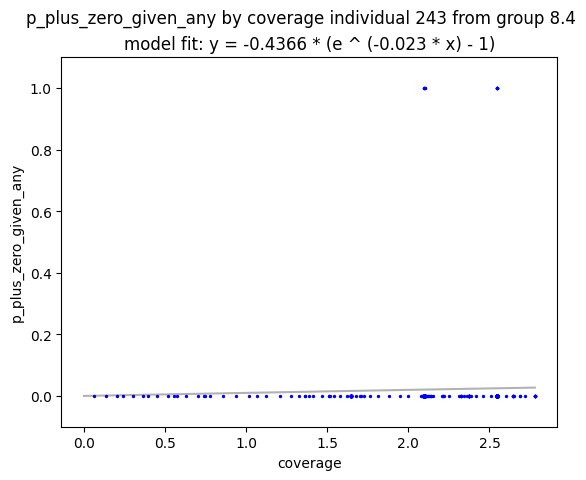 p_plus_zero_given_any by coverage individual 243 from group 8.4
model fit: y = -0.4366 * (e ^ (-0.023 * x) - 1)
1.0
0.8
0.6
0.4
0.2
0.0
p_plus_zero_given_any
0.0 0.5 1.0 1.5 2.0 2.5
coverage